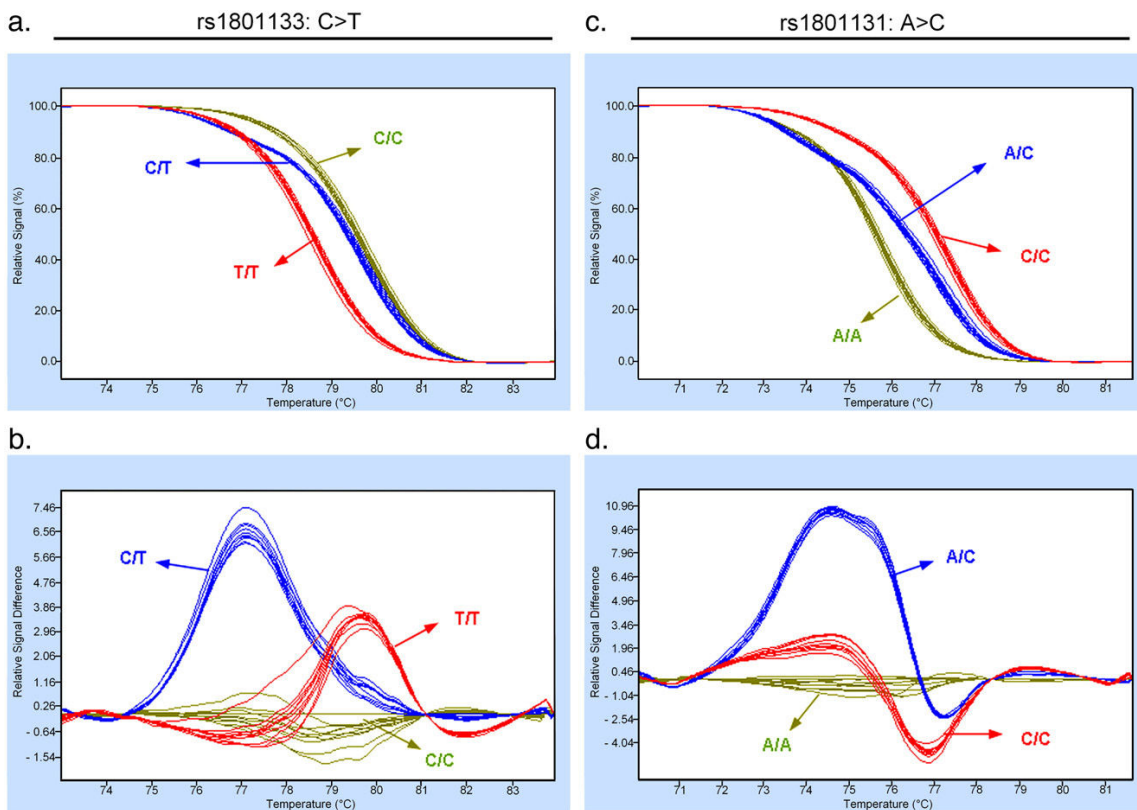 a.
rs1801133: C>T
100.0
80.0
60.0
40.0
20.0
0.0
Relative Signal (%)
C/C
C/T
T/T
74 75 76 77 78 79 80 81 82 83
Temperature (°C)
c.
rs1801131: A>C
100.0
80.0
60.0
40.0
20.0
0.0
Relative Signal (%)
A/C
C/C
A/A
71 72 73 74 75 76 77 78 79 80 81
Temperature (°C)
b.
7.46
6.56
5.66
4.76
3.86
2.96
2.06
1.16
0.26
-0.64
-1.54
Relative Signal Difference
C/T
T/T
C/C
74 75 76 77 78 79 80 81 82 83
Temperature (°C)
d.
10.96
9.46
7.96
6.46
4.96
3.46
1.96
0.46
-1.04
-2.54
-4.04
Relative Signal Difference
A/C
A/A
C/C
71 72 73 74 75 76 77 78 79 80 81
Temperature (°C)